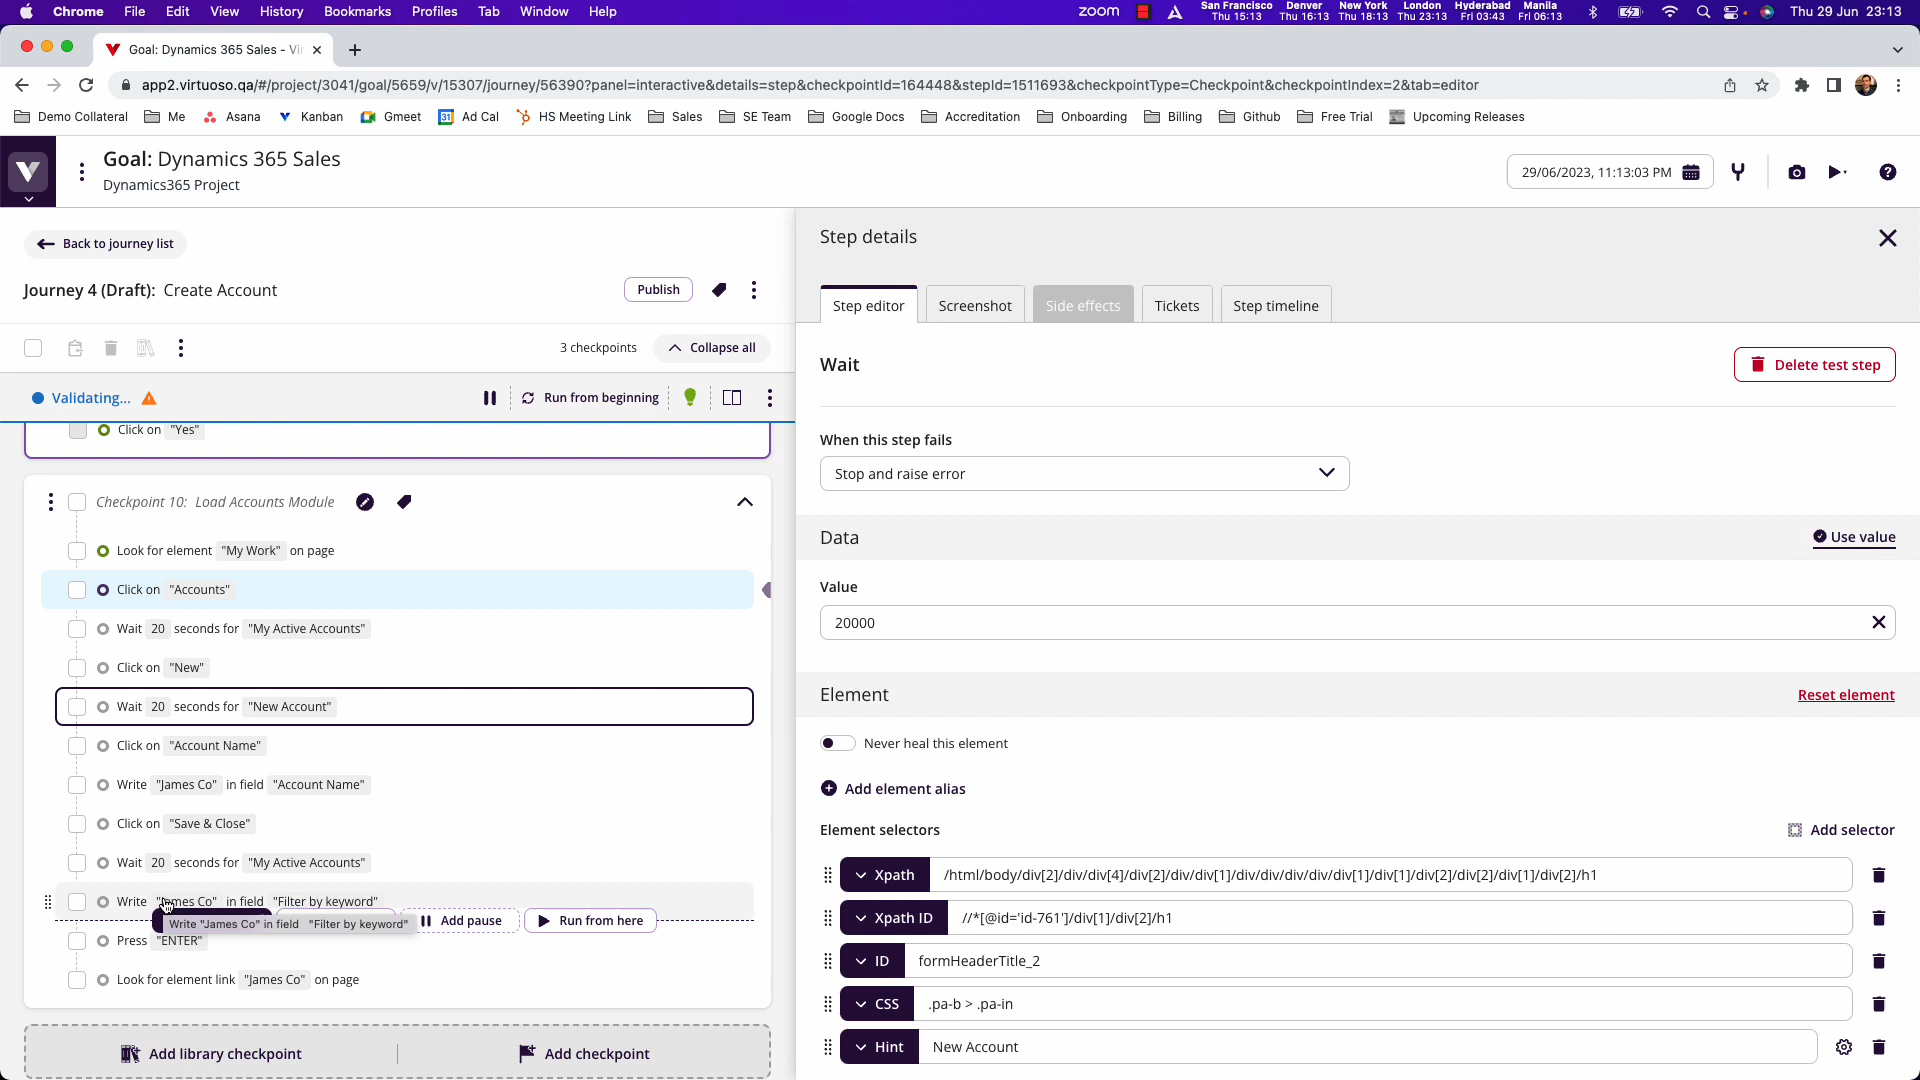 Chrome File Edit View History Bookmarks Profiles Tab Window Help
zoom
San Francisco Thu 15:13
Denver Thu 16:13
New York Thu 18:13
London Thu 23:13
Hyderabad Fri 03:43
Manila Fri 06:13
Thu 29 Jun 23:13
Goal: Dynamics 365 Sales - Vir
app2.virtuoso.qa/#/project/3041/goal/5659/v/15307/journey/56390?panel=interactive&details=step&checkpointId=164448&stepId=1511693&checkpointType=Checkpoint&checkpointIndex=2&tab=editor
Demo Collateral Me Asana Kanban Gmeet Ad Cal HS Meeting Link Sales SE Team Google Docs Accreditation Onboarding Billing Github Free Trial Upcoming Releases
Goal: Dynamics 365 Sales
Dynamics365 Project
29/06/2023, 11:13:03 PM
Back to journey list
Journey 4 (Draft): Create Account
Publish
3 checkpoints
Collapse all
Validating...
Run from beginning
Click on "Yes"
Checkpoint 10: Load Accounts Module
Look for element "My Work" on page
Click on "Accounts"
Wait 20 seconds for "My Active Accounts"
Click on "New"
Wait 20 seconds for "New Account"
Click on "Account Name"
Write "James Co" in field "Account Name"
Click on "Save & Close"
Wait 20 seconds for "My Active Accounts"
Write "James Co" in field "Filter by keyword"
Write "James Co" in field "Filter by keyword"
Add pause
Run from here
Press "ENTER"
Look for element link "James Co" on page
Add library checkpoint
Add checkpoint
Step details
Step editor
Screenshot
Side effects
Tickets
Step timeline
Wait
Delete test step
When this step fails
Stop and raise error
Data
Use value
Value
20000
Element
Reset element
Never heal this element
Add element alias
Element selectors
Add selector
Xpath /html/body/div[2]/div/div[4]/div[2]/div/div[1]/div/div/div/div/div[1]/div[1]/div[2]/div[2]/div[1]/div[2]/h1
Xpath ID //*[@id='id-761']/div[1]/div[2]/h1
ID formHeaderTitle_2
CSS .pa-b > .pa-in
Hint New Account